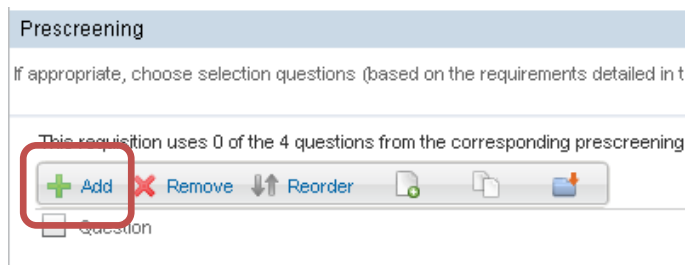 Prescreening
If appropriate, choose selection questions (based on the requirements detailed in t
This requisition uses 0 of the 4 questions from the corresponding prescreening
Add Remove Reorder
Question